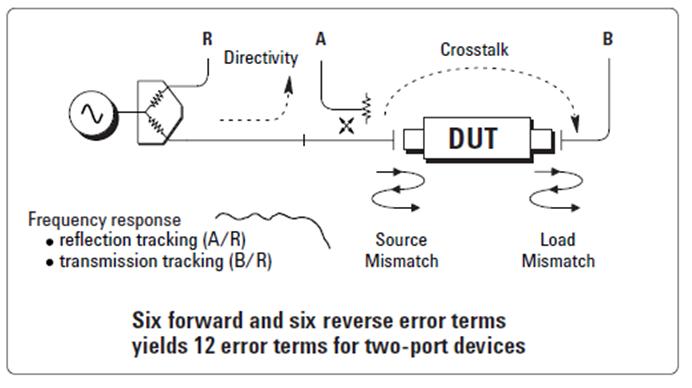 R
A
B
Directivity
Crosstalk
DUT
Frequency response
• reflection tracking (A/R)
• transmission tracking (B/R)
Source
Mismatch
Load
Mismatch
Six forward and six reverse error terms
yields 12 error terms for two-port devices